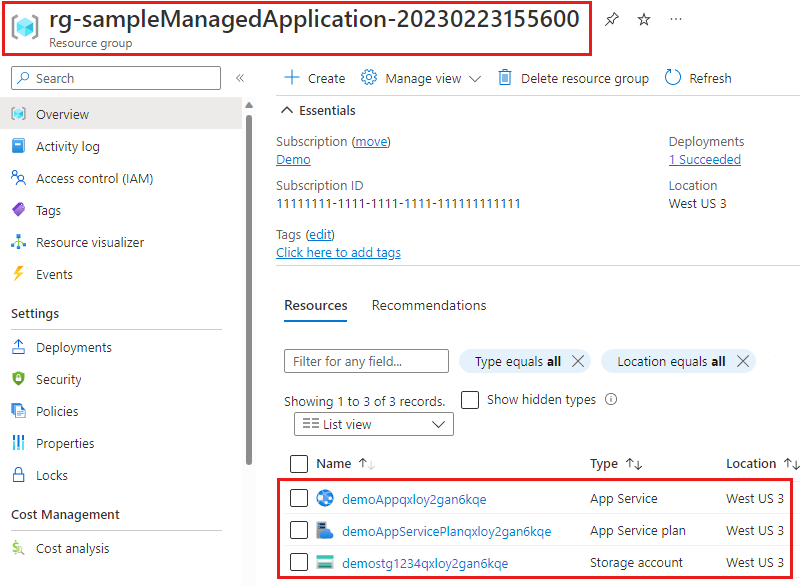 rg-sampleManagedApplication-20230223155600
Resource group
Search
Overview
Activity log
Access control (IAM)
Tags
Resource visualizer
Events
Settings
Deployments
Security
Policies
Properties
Locks
Cost Management
Cost analysis
Create Manage view Delete resource group Refresh
Essentials
Subscription (move)
Demo
Subscription ID
11111111-1111-1111-1111-111111111111
Tags (edit)
Click here to add tags
Deployments
1 Succeeded
Location
West US 3
Resources Recommendations
Filter for any field... Type equals all Location equals all
Showing 1 to 3 of 3 records. Show hidden types
List view
Name Type Location
demoAppqxloy2gan6kqe App Service West US 3
demoAppServicePlanqxloy2gan6kqe App Service plan West US 3
demostg1234qxloy2gan6kqe Storage account West US 3